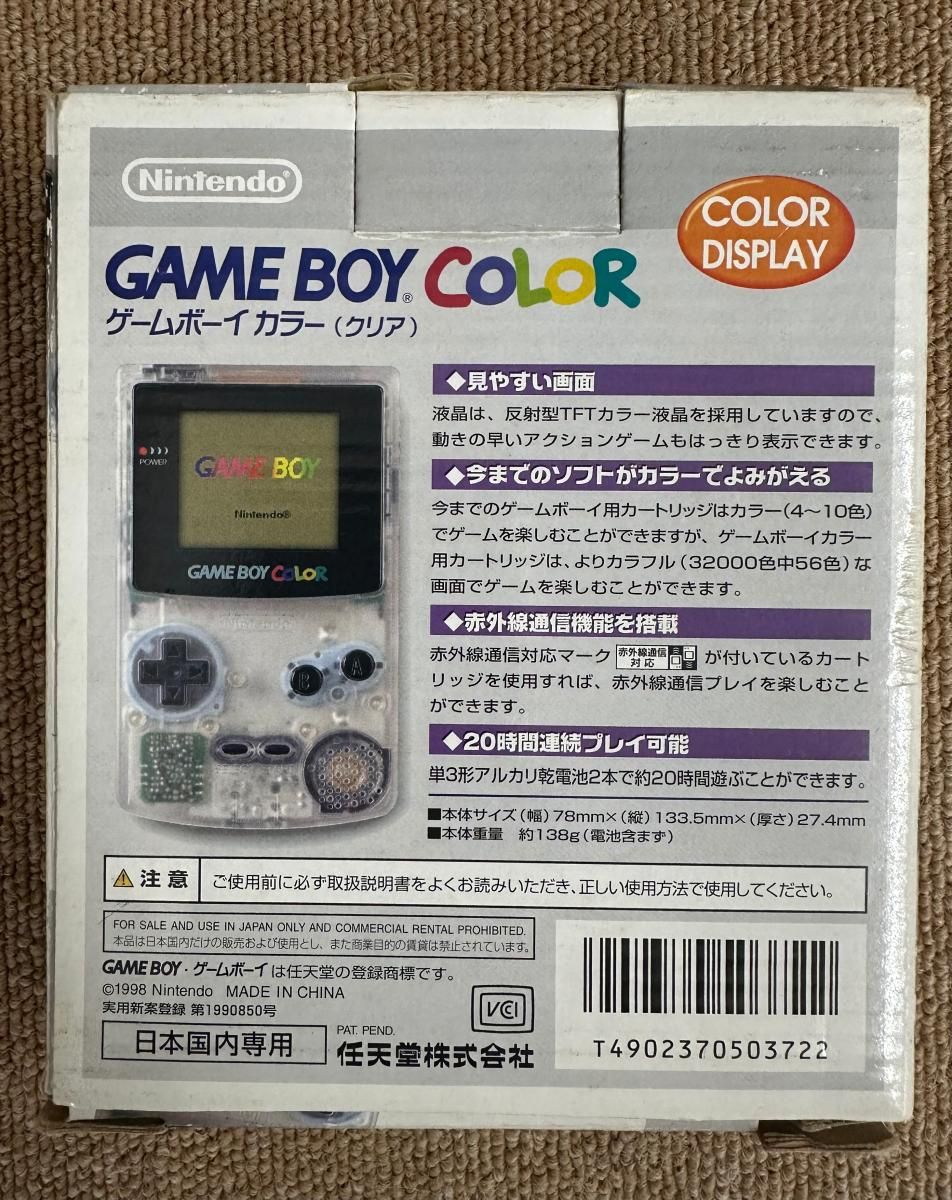 Nintendo®
COLOR
DISPLAY
GAME BOY® COLOR
ゲームボーイ カラー（クリア）
POWER
GAME BOY
Nintendo®
GAME BOY COLOR
B
A
◆見やすい画面
液晶は、反射型TFTカラー液晶を採用していますので、
動きの早いアクションゲームもはっきり表示できます。
◆今までのソフトがカラーでよみがえる
今までのゲームボーイ用カートリッジはカラー（4〜10色）
でゲームを楽しむことができますが、ゲームボーイカラー
用カートリッジは、よりカラフル（32000色中56色）な
画面でゲームを楽しむことができます。
◆赤外線通信機能を搭載
赤外線通信対応マーク 赤外線通信対応 が付いているカート
リッジを使用すれば、赤外線通信プレイを楽しむこと
ができます。
◆20時間連続プレイ可能
単3形アルカリ乾電池2本で約20時間遊ぶことができます。
■本体サイズ（幅）78mm×（縦）133.5mm×（厚さ）27.4mm
■本体重量 約138g（電池含まず）
注意 ご使用前に必ず取扱説明書をよくお読みいただき、正しい使用方法で使用してください。
FOR SALE AND USE IN JAPAN ONLY AND COMMERCIAL RENTAL PROHIBITED.
本品は日本国内だけの販売および使用とし、また商業目的の賃貸は禁止されています。
GAME BOY・ゲームボーイは任天堂の登録商標です。
©1998 Nintendo MADE IN CHINA
実用新案登録 第1990850号
VCI
日本国内専用
PAT. PEND.
任天堂株式会社
T4902370503722